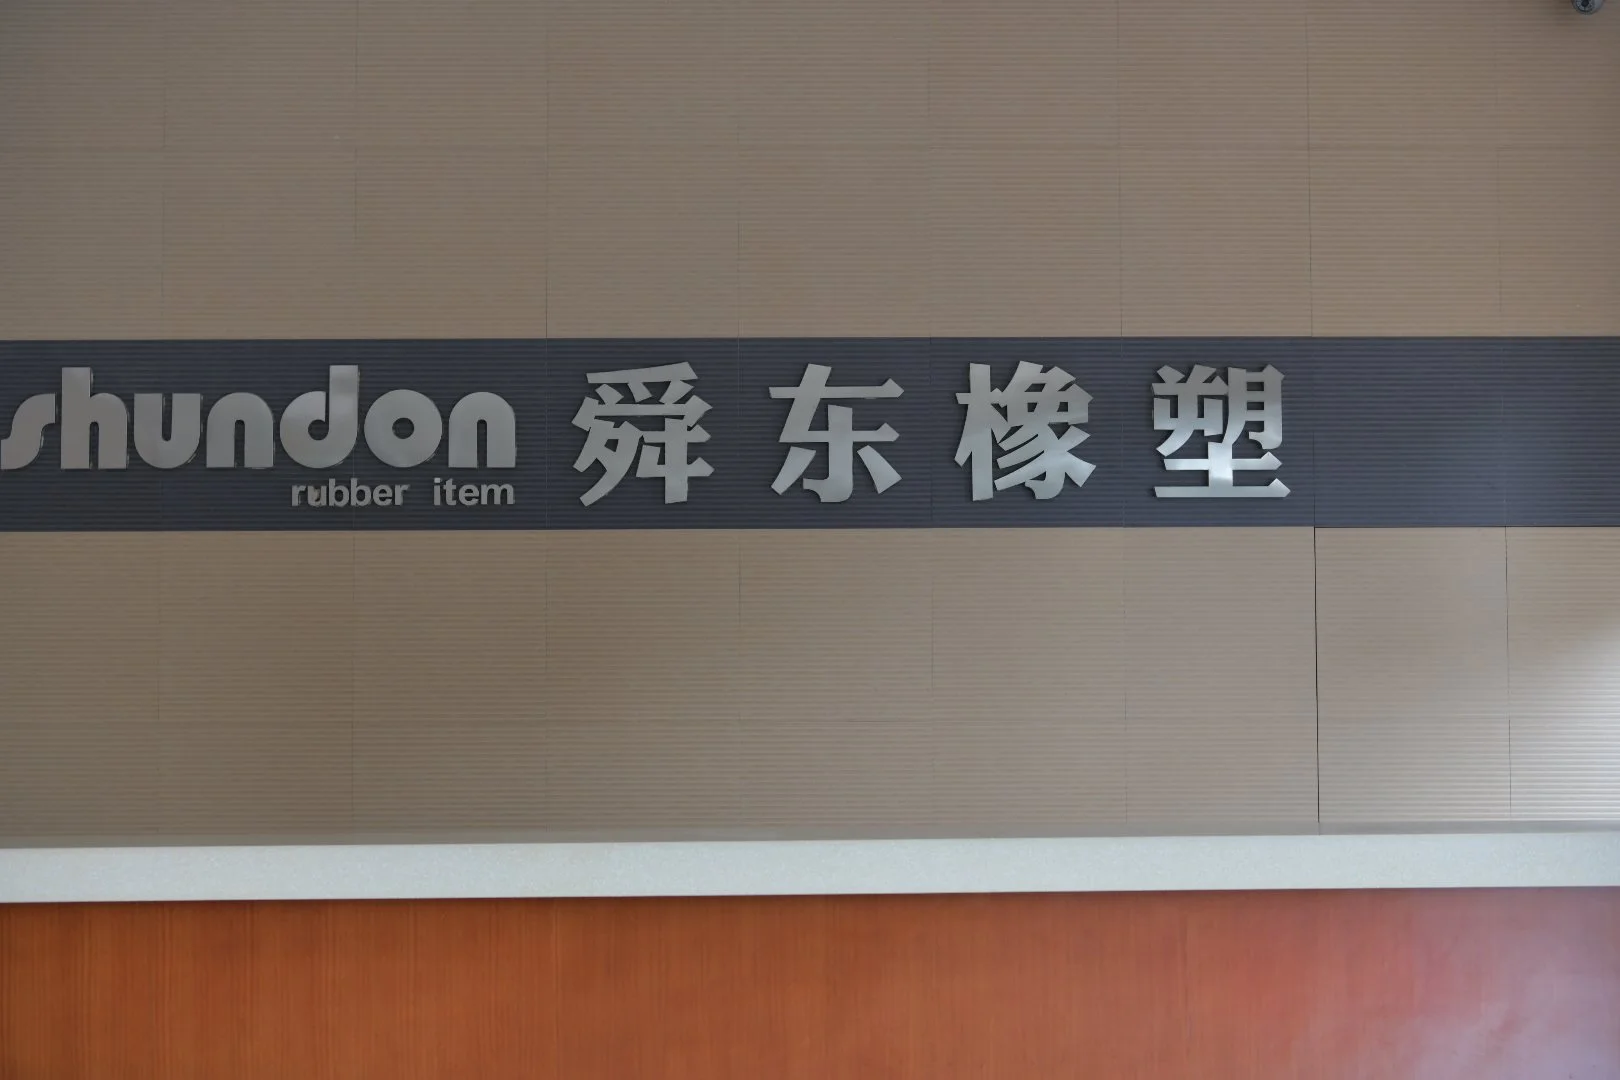 shundon 舜东橡塑
rubber item